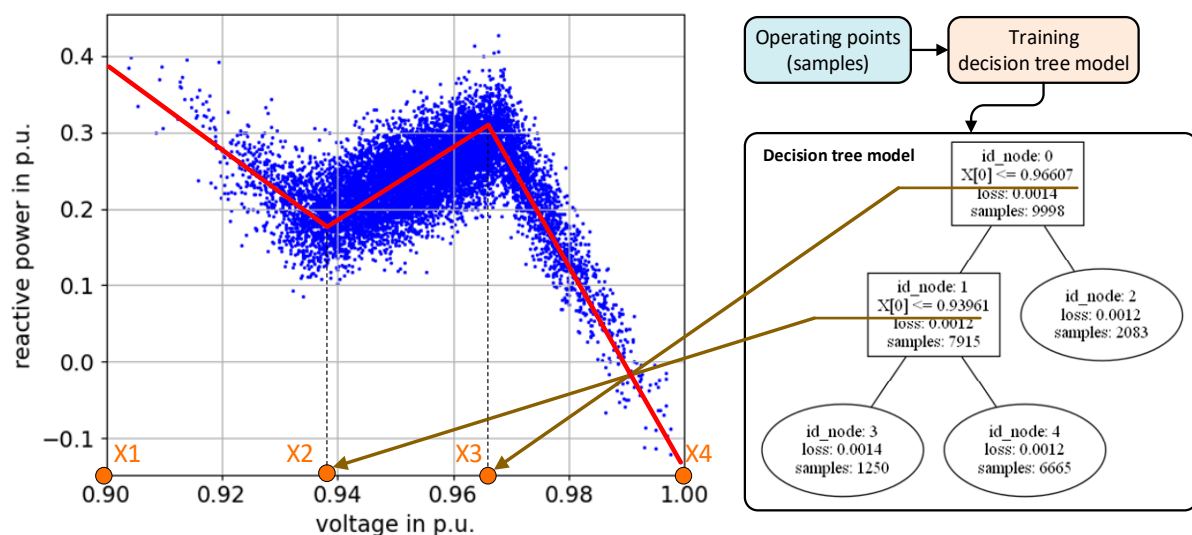 0.4
0.3
0.2
0.1
0.0
−0.1
reactive power in p.u.
X1
X2
X3
X4
0.90
0.92
0.94
0.96
0.98
1.00
voltage in p.u.
Operating points
(samples)
Training
decision tree model
Decision tree model
id_node: 0
X[0] <= 0.96607
loss: 0.0014
samples: 9998
id_node: 1
X[0] <= 0.93961
loss: 0.0012
samples: 7915
id_node: 2
loss: 0.0012
samples: 2083
id_node: 3
loss: 0.0014
samples: 1250
id_node: 4
loss: 0.0012
samples: 6665